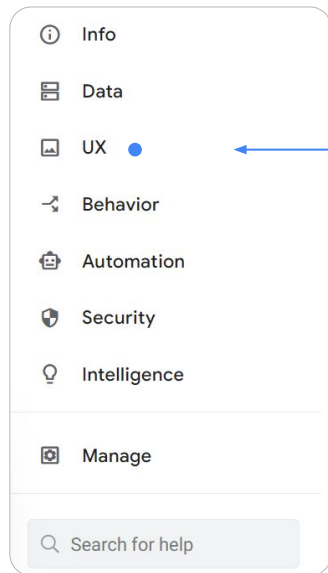 Info
Data
UX
Behavior
Automation
Security
Intelligence
Manage
Search for help